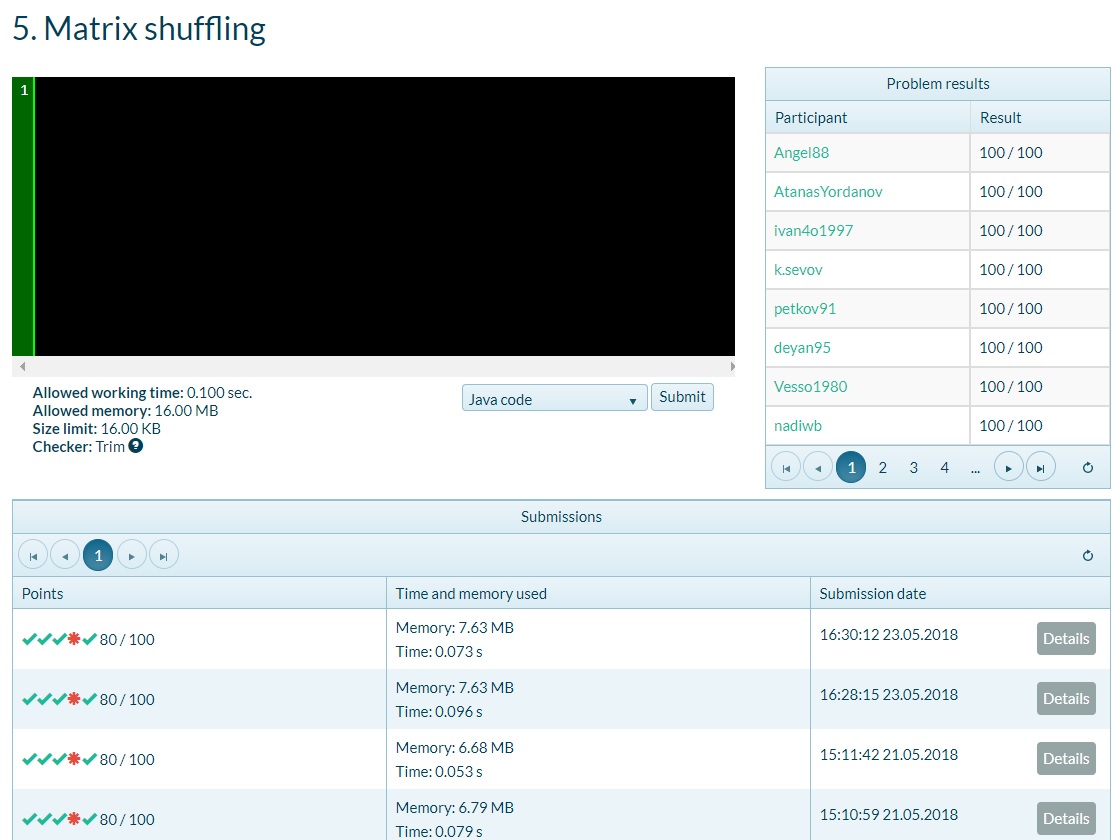 5. Matrix shuffling
1
Allowed working time: 0.100 sec.
Allowed memory: 16.00 MB
Size limit: 16.00 KB
Checker: Trim ?
Java code
Submit
Problem results
Participant Result
Angel88 100 / 100
AtanasYordanov 100 / 100
ivan4o1997 100 / 100
k.sevov 100 / 100
petkov91 100 / 100
deyan95 100 / 100
Vesso1980 100 / 100
nadiwb 100 / 100
1 2 3 4 ...
Submissions
1
Points Time and memory used Submission date
80 / 100 Memory: 7.63 MB 16:30:12 23.05.2018 Details
Time: 0.073 s
80 / 100 Memory: 7.63 MB 16:28:15 23.05.2018 Details
Time: 0.096 s
80 / 100 Memory: 6.68 MB 15:11:42 21.05.2018 Details
Time: 0.053 s
80 / 100 Memory: 6.79 MB 15:10:59 21.05.2018 Details
Time: 0.079 s